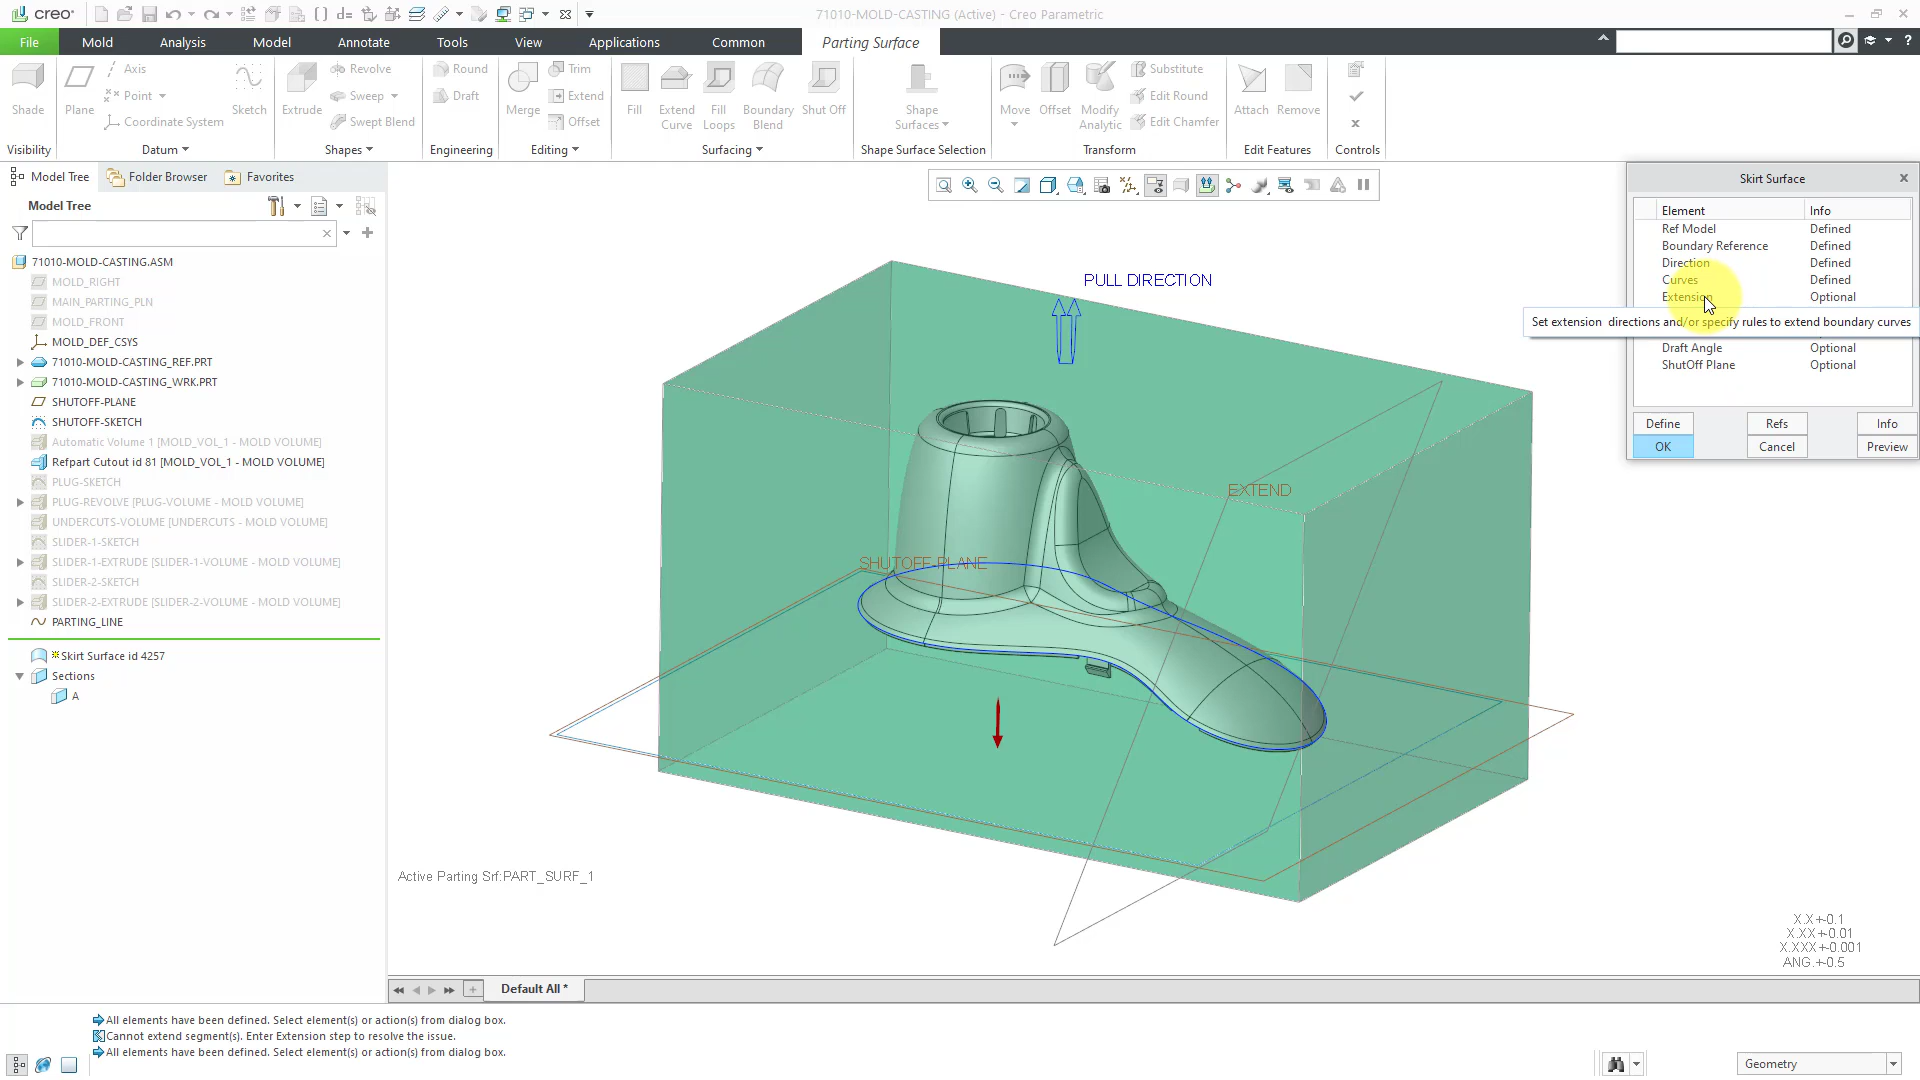 creo
71010-MOLD-CASTING (Active) - Creo Parametric
File
Mold
Analysis
Model
Annotate
Tools
View
Applications
Common
Parting Surface
Shade
Plane
Axis
Point
Coordinate System
Sketch
Extrude
Revolve
Sweep
Swept Blend
Round
Draft
Merge
Trim
Extend
Offset
Fill
Extend Curve
Fill Loops
Boundary Blend
Shut Off
Shape Surfaces
Move
Offset
Modify Analytic
Substitute
Edit Round
Edit Chamfer
Attach
Remove
Visibility
Datum
Shapes
Engineering
Editing
Surfacing
Shape Surface Selection
Transform
Edit Features
Controls
Model Tree
Folder Browser
Favorites
Model Tree
71010-MOLD-CASTING.ASM
MOLD_RIGHT
MAIN_PARTING_PLN
MOLD_FRONT
MOLD_DEF_CSYS
71010-MOLD-CASTING_REF.PRT
71010-MOLD-CASTING_WRK.PRT
SHUTOFF-PLANE
SHUTOFF-SKETCH
Automatic Volume 1 [MOLD_VOL_1 - MOLD VOLUME]
Refpart Cutout id 81 [MOLD_VOL_1 - MOLD VOLUME]
PLUG-SKETCH
PLUG-REVOLVE [PLUG-VOLUME - MOLD VOLUME]
UNDERCUTS-VOLUME [UNDERCUTS - MOLD VOLUME]
SLIDER-1-SKETCH
SLIDER-1-EXTRUDE [SLIDER-1-VOLUME - MOLD VOLUME]
SLIDER-2-SKETCH
SLIDER-2-EXTRUDE [SLIDER-2-VOLUME - MOLD VOLUME]
PARTING_LINE
Skirt Surface id 4257
Sections
A
PULL DIRECTION
EXTEND
SHUTOFF-PLANE
Active Parting Srf:PART_SURF_1
X.X+-0.1
X.XX+-0.01
X.XXX+-0.001
ANG.+-0.5
Skirt Surface
Element Info
Ref Model Defined
Boundary Reference Defined
Direction Defined
Curves Defined
Extension Optional
Set extension  directions and/or specify rules to extend boundary curves
Draft Angle Optional
ShutOff Plane Optional
Define
Refs
Info
OK
Cancel
Preview
Default All *
All elements have been defined. Select element(s) or action(s) from dialog box.
Cannot extend segment(s). Enter Extension step to resolve the issue.
All elements have been defined. Select element(s) or action(s) from dialog box.
Geometry